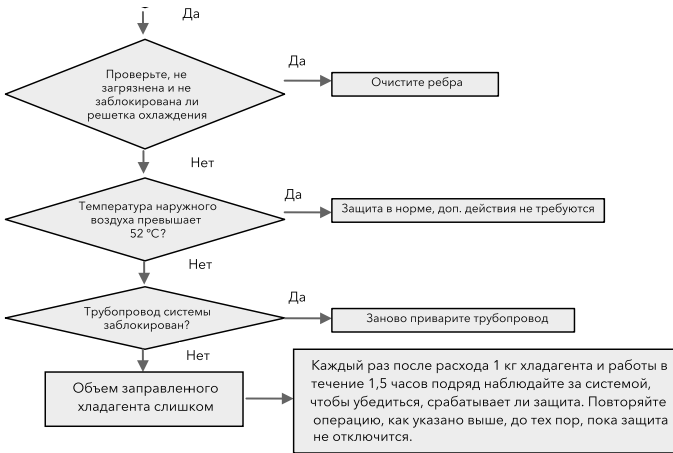 Да
Проверьте, не
загрязнена и не
заблокирована ли
решетка охлаждения
Да
Очистите ребра
Нет
Температура наружного
воздуха превышает
52 °C?
Да
Защита в норме, доп. действия не требуются
Нет
Трубопровод системы
заблокирован?
Да
Заново приварите трубопровод
Нет
Объем заправленного
хладагента слишком
Каждый раз после расхода 1 кг хладагента и работы в
течение 1,5 часов подряд наблюдайте за системой,
чтобы убедиться, срабатывает ли защита. Повторяйте
операцию, как указано выше, до тех пор, пока защита
не отключится.